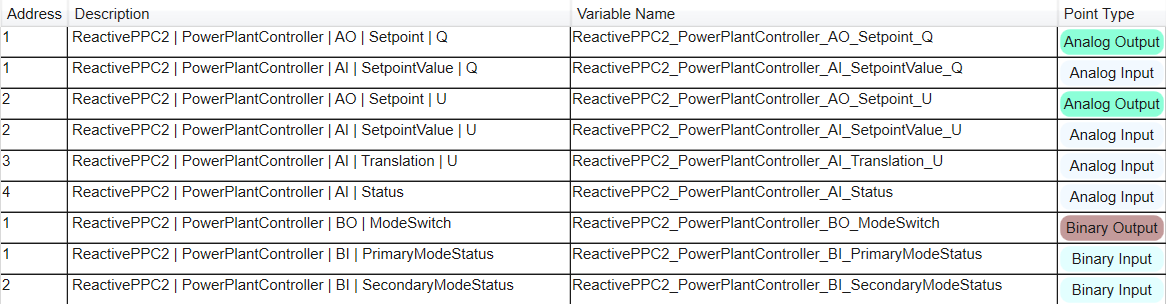 Address Description Variable Name Point Type
1 ReactivePPC2 | PowerPlantController | AO | Setpoint | Q ReactivePPC2_PowerPlantController_AO_Setpoint_Q Analog Output
1 ReactivePPC2 | PowerPlantController | AI | SetpointValue | Q ReactivePPC2_PowerPlantController_AI_SetpointValue_Q Analog Input
2 ReactivePPC2 | PowerPlantController | AO | Setpoint | U ReactivePPC2_PowerPlantController_AO_Setpoint_U Analog Output
2 ReactivePPC2 | PowerPlantController | AI | SetpointValue | U ReactivePPC2_PowerPlantController_AI_SetpointValue_U Analog Input
3 ReactivePPC2 | PowerPlantController | AI | Translation | U ReactivePPC2_PowerPlantController_AI_Translation_U Analog Input
4 ReactivePPC2 | PowerPlantController | AI | Status ReactivePPC2_PowerPlantController_AI_Status Analog Input
1 ReactivePPC2 | PowerPlantController | BO | ModeSwitch ReactivePPC2_PowerPlantController_BO_ModeSwitch Binary Output
1 ReactivePPC2 | PowerPlantController | BI | PrimaryModeStatus ReactivePPC2_PowerPlantController_BI_PrimaryModeStatus Binary Input
2 ReactivePPC2 | PowerPlantController | BI | SecondaryModeStatus ReactivePPC2_PowerPlantController_BI_SecondaryModeStatus Binary Input